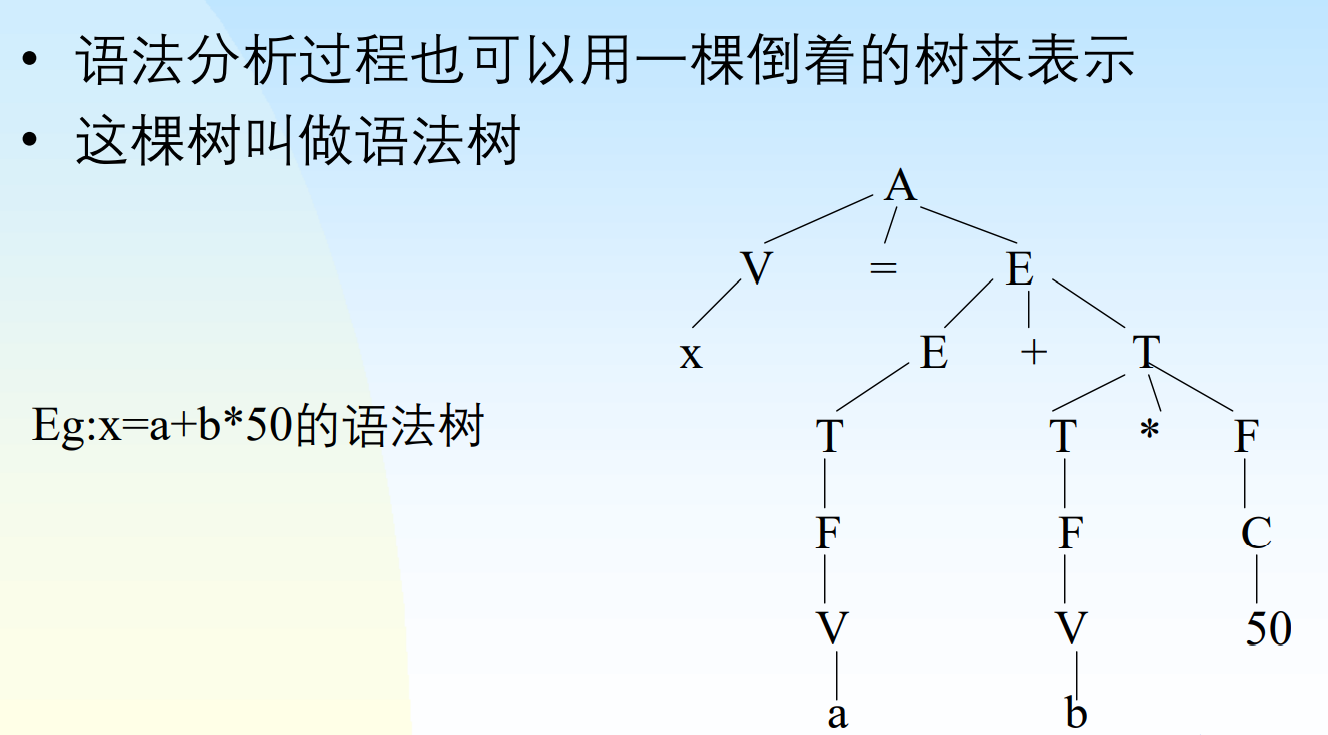 • 语法分析过程也可以用一棵倒着的树来表示
• 这棵树叫做语法树
A
V = E
x E + T
Eg:x=a+b*50的语法树
T T * F
F F C
V V 50
a b